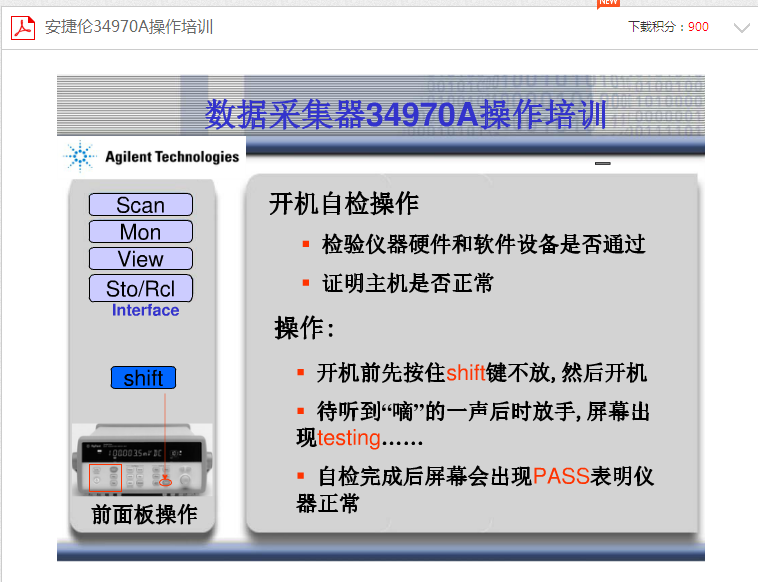 NEW
安捷伦34970A操作培训
下载积分：900
数据采集器34970A操作培训
Agilent Technologies
Scan
Mon
View
Sto/Rcl
Interface
shift
前面板操作
开机自检操作
检验仪器硬件和软件设备是否通过
证明主机是否正常
操作:
开机前先按住shift键不放,然后开机
待听到“嘀”的一声后时放手,屏幕出
现testing……
自检完成后屏幕会出现PASS表明仪
器正常